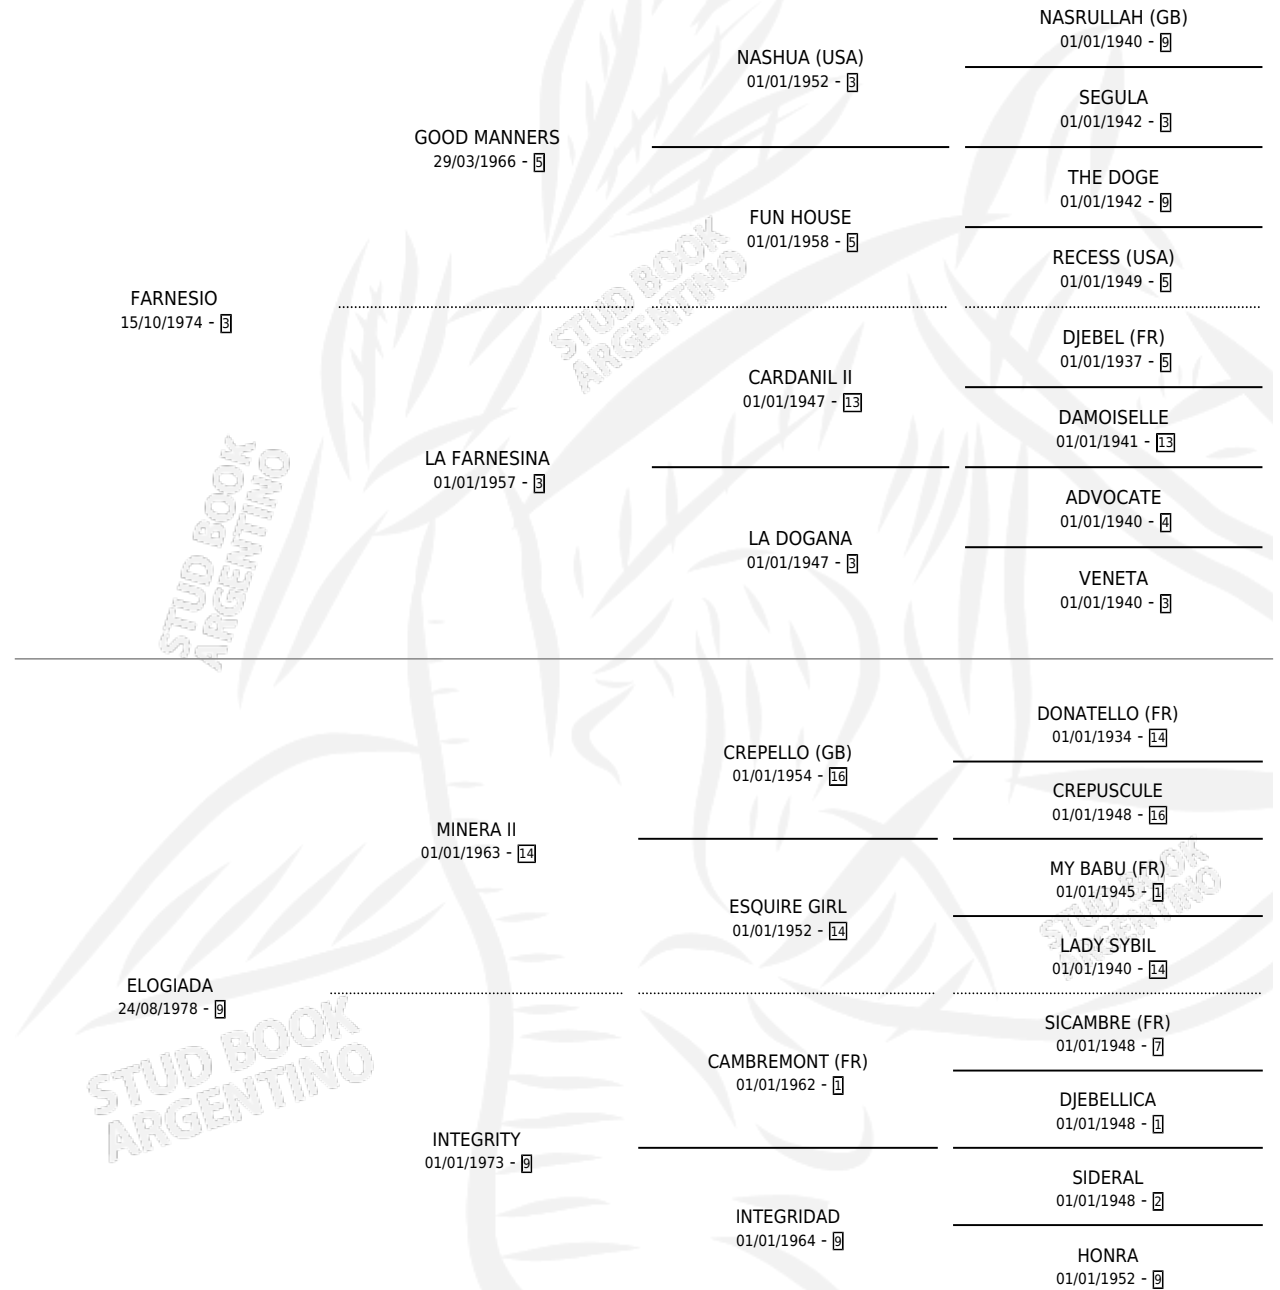 NASRULLAH (GB)
01/01/1940 - 9
NASHUA (USA)
01/01/1952 - 3
SEGULA
01/01/1942 - 3
GOOD MANNERS
29/03/1966 - 5
THE DOGE
01/01/1942 - 9
FUN HOUSE
01/01/1958 - 5
RECESS (USA)
01/01/1949 - 5
FARNESIO
15/10/1974 - 3
DJEBEL (FR)
01/01/1937 - 5
CARDANIL II
01/01/1947 - 13
DAMOISELLE
01/01/1941 - 13
LA FARNESINA
01/01/1957 - 3
ADVOCATE
01/01/1940 - 4
LA DOGANA
01/01/1947 - 3
VENETA
01/01/1940 - 3
STUD BOOK
ARGENTINO
STUD BOOK
ARGENTINO
DONATELLO (FR)
01/01/1934 - 14
CREPELLO (GB)
01/01/1954 - 16
CREPUSCULE
01/01/1948 - 16
MINERA II
01/01/1963 - 14
MY BABU (FR)
01/01/1945 - 1
ESQUIRE GIRL
01/01/1952 - 14
LADY SYBIL
01/01/1940 - 14
STUD BOOK
ARGENTINO
ELOGIADA
24/08/1978 - 9
SICAMBRE (FR)
01/01/1948 - 7
CAMBREMONT (FR)
01/01/1962 - 1
DJEBELLICA
01/01/1948 - 1
STUD BOOK
ARGENTINO
INTEGRITY
01/01/1973 - 9
SIDERAL
01/01/1948 - 2
INTEGRIDAD
01/01/1964 - 9
HONRA
01/01/1952 - 9